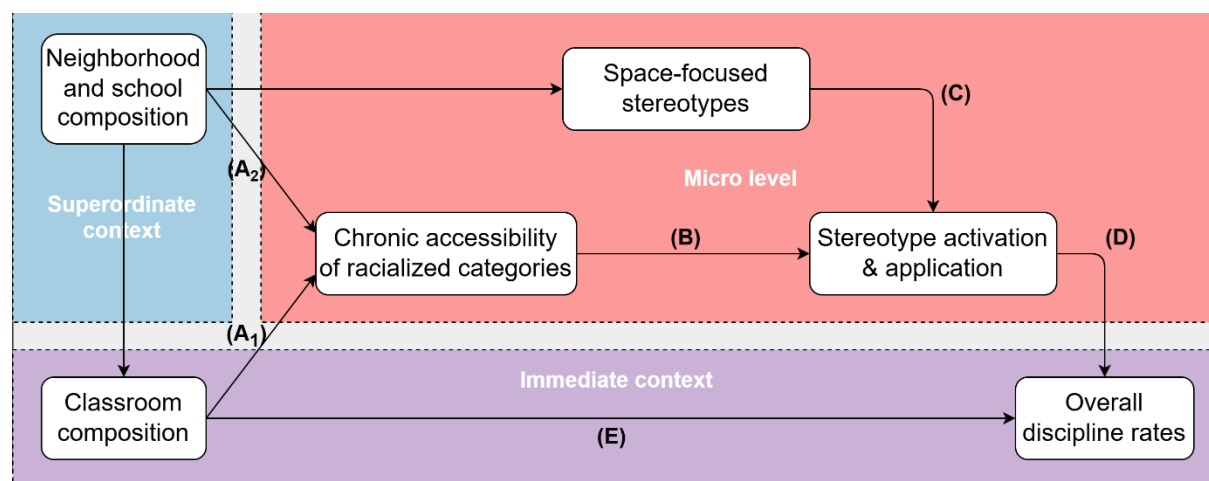 Neighborhood
and school
composition
Space-focused
stereotypes
(C)
(A2)
Micro level
Superordinate
context
Chronic accessibility
of racialized categories
(B)
Stereotype activation
& application
(D)
(A1)
Immediate context
Classroom
composition
(E)
Overall
discipline rates